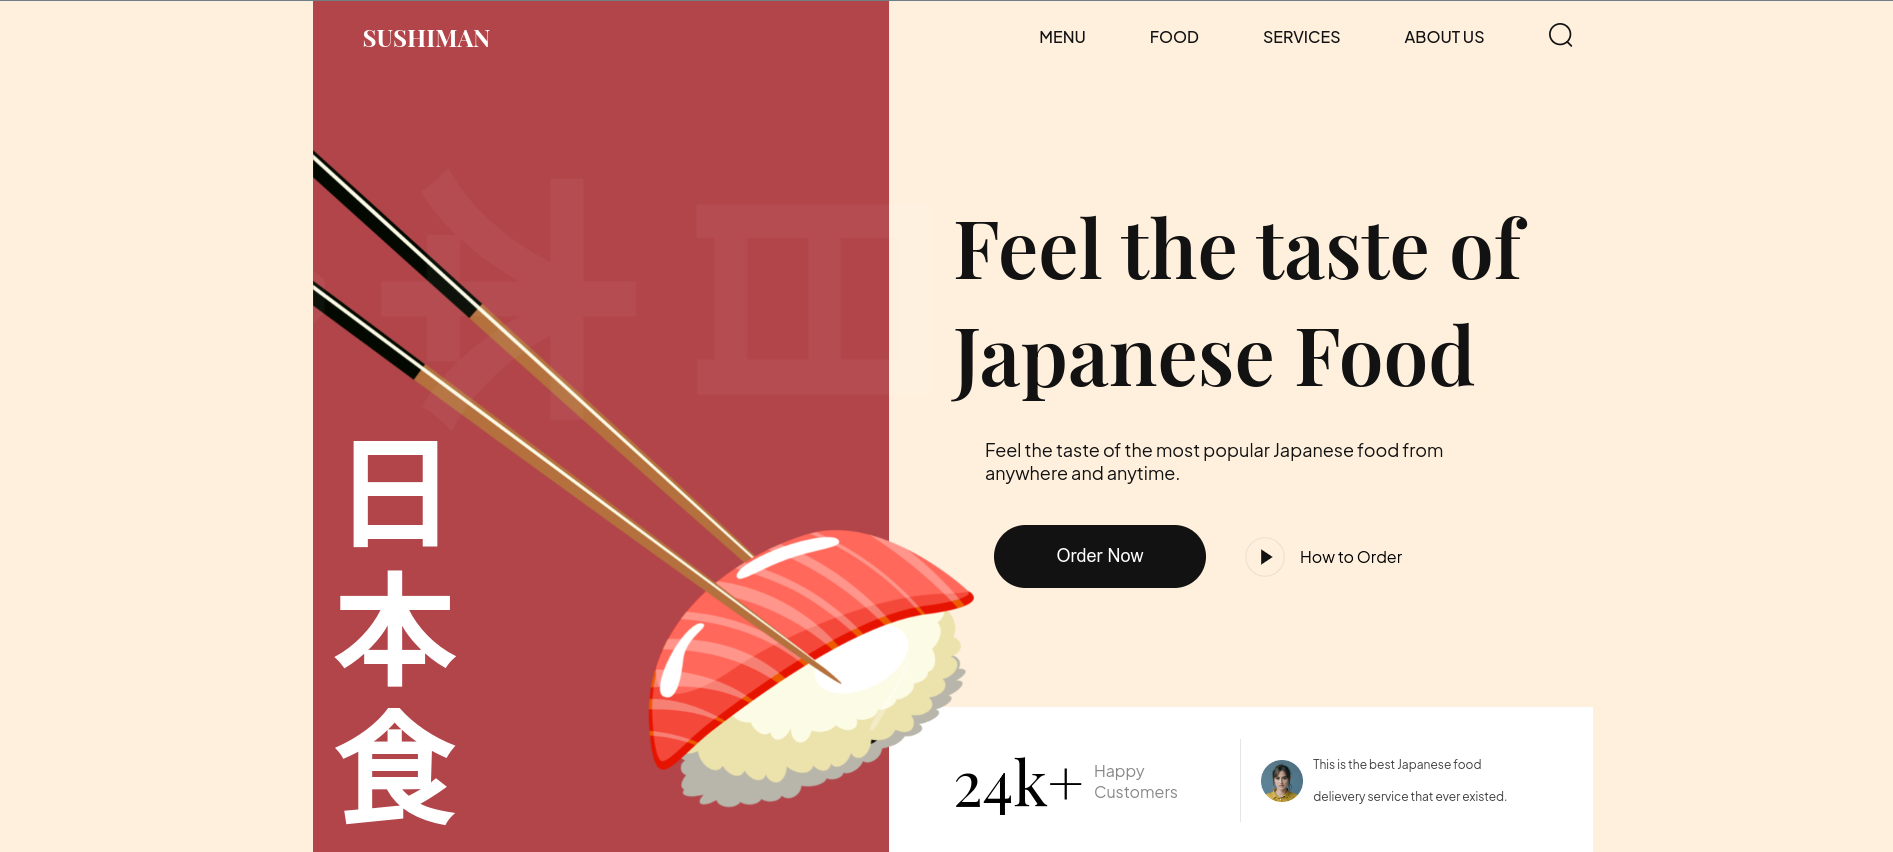 SUSHIMAN
MENU
FOOD
SERVICES
ABOUT US
日
本
食
Feel the taste of
Japanese Food
Feel the taste of the most popular Japanese food from
anywhere and anytime.
Order Now
How to Order
24k+
Happy
Customers
This is the best Japanese food
delievery service that ever existed.